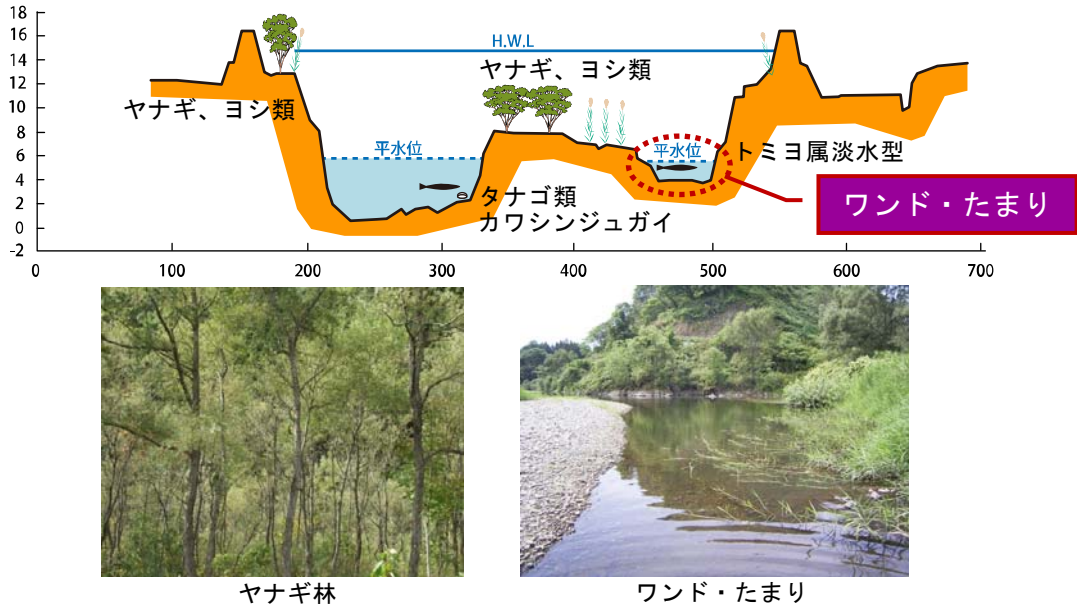 18
16
14
12
10
8
6
4
2
0
-2
H.W.L
ヤナギ、ヨシ類
ヤナギ、ヨシ類
平水位
平水位
トミヨ属淡水型
タナゴ類
カワシンジュガイ
ワンド・たまり
0 200 300 400 500 600 700
ヤナギ林
ワンド・たまり